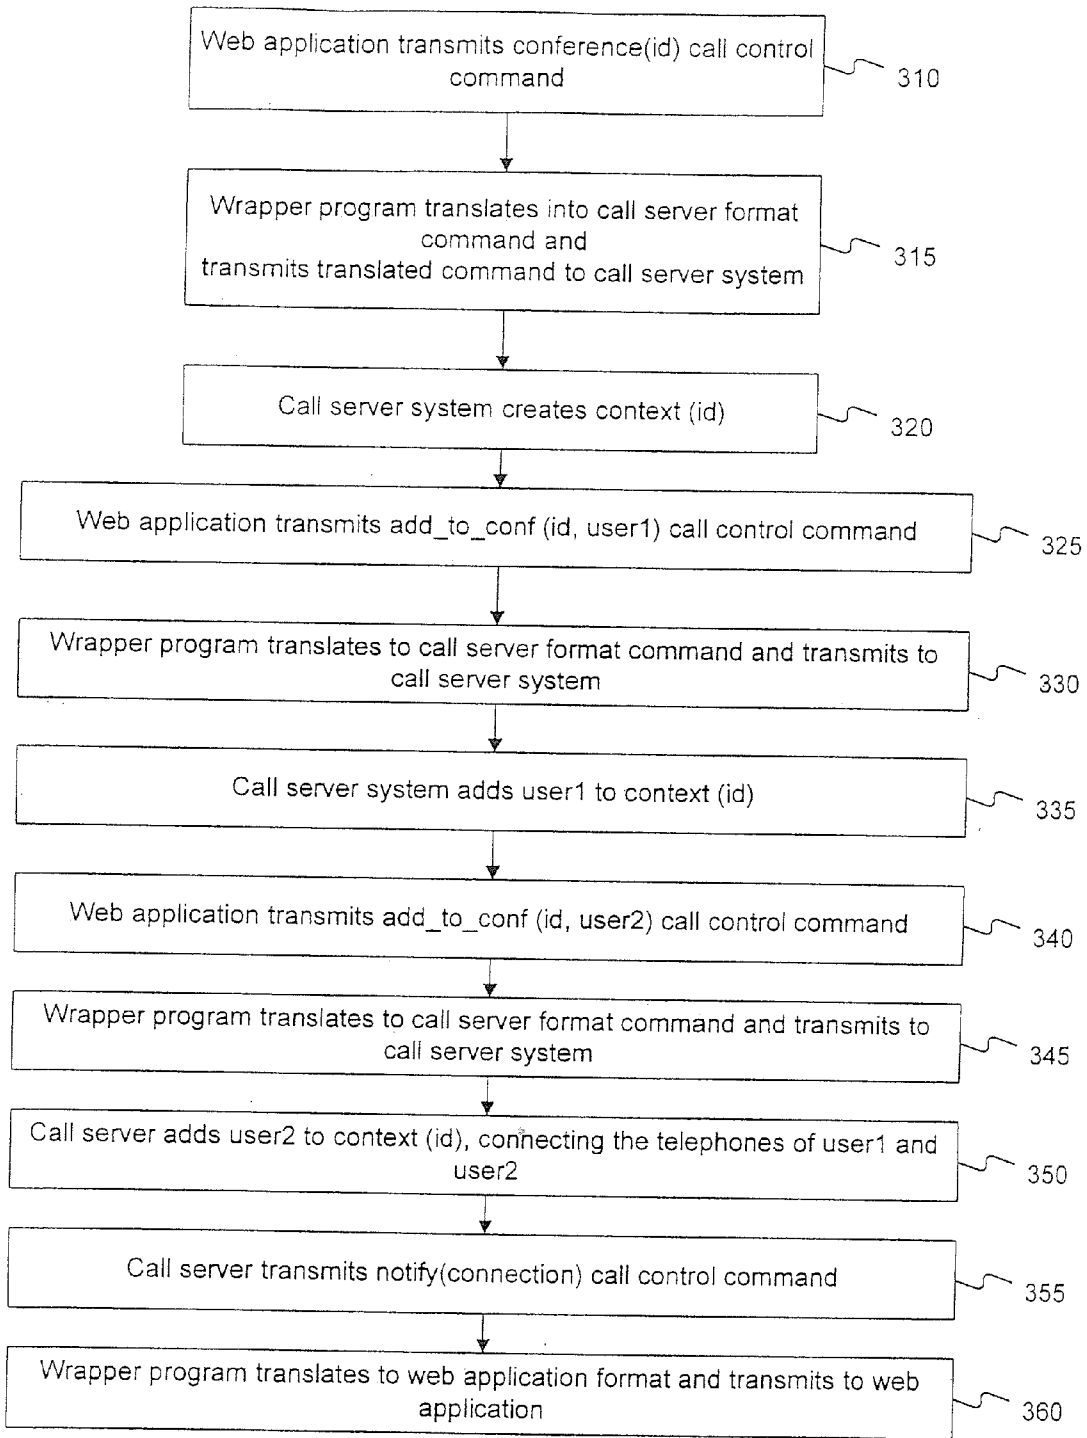 Web application transmits conference(id) call control
command
310
Wrapper program translates into call server format
command and
transmits translated command to call server system
315
Call server system creates context (id)
320
Web application transmits add_to_conf (id, user1) call control command
325
Wrapper program translates to call server format command and transmits to
call server system
330
Call server system adds user1 to context (id)
335
Web application transmits add_to_conf (id, user2) call control command
340
Wrapper program translates to call server format command and transmits to
call server system
345
Call server adds user2 to context (id), connecting the telephones of user1 and
user2
350
Call server transmits notify(connection) call control command
355
Wrapper program translates to web application format and transmits to web
application
360